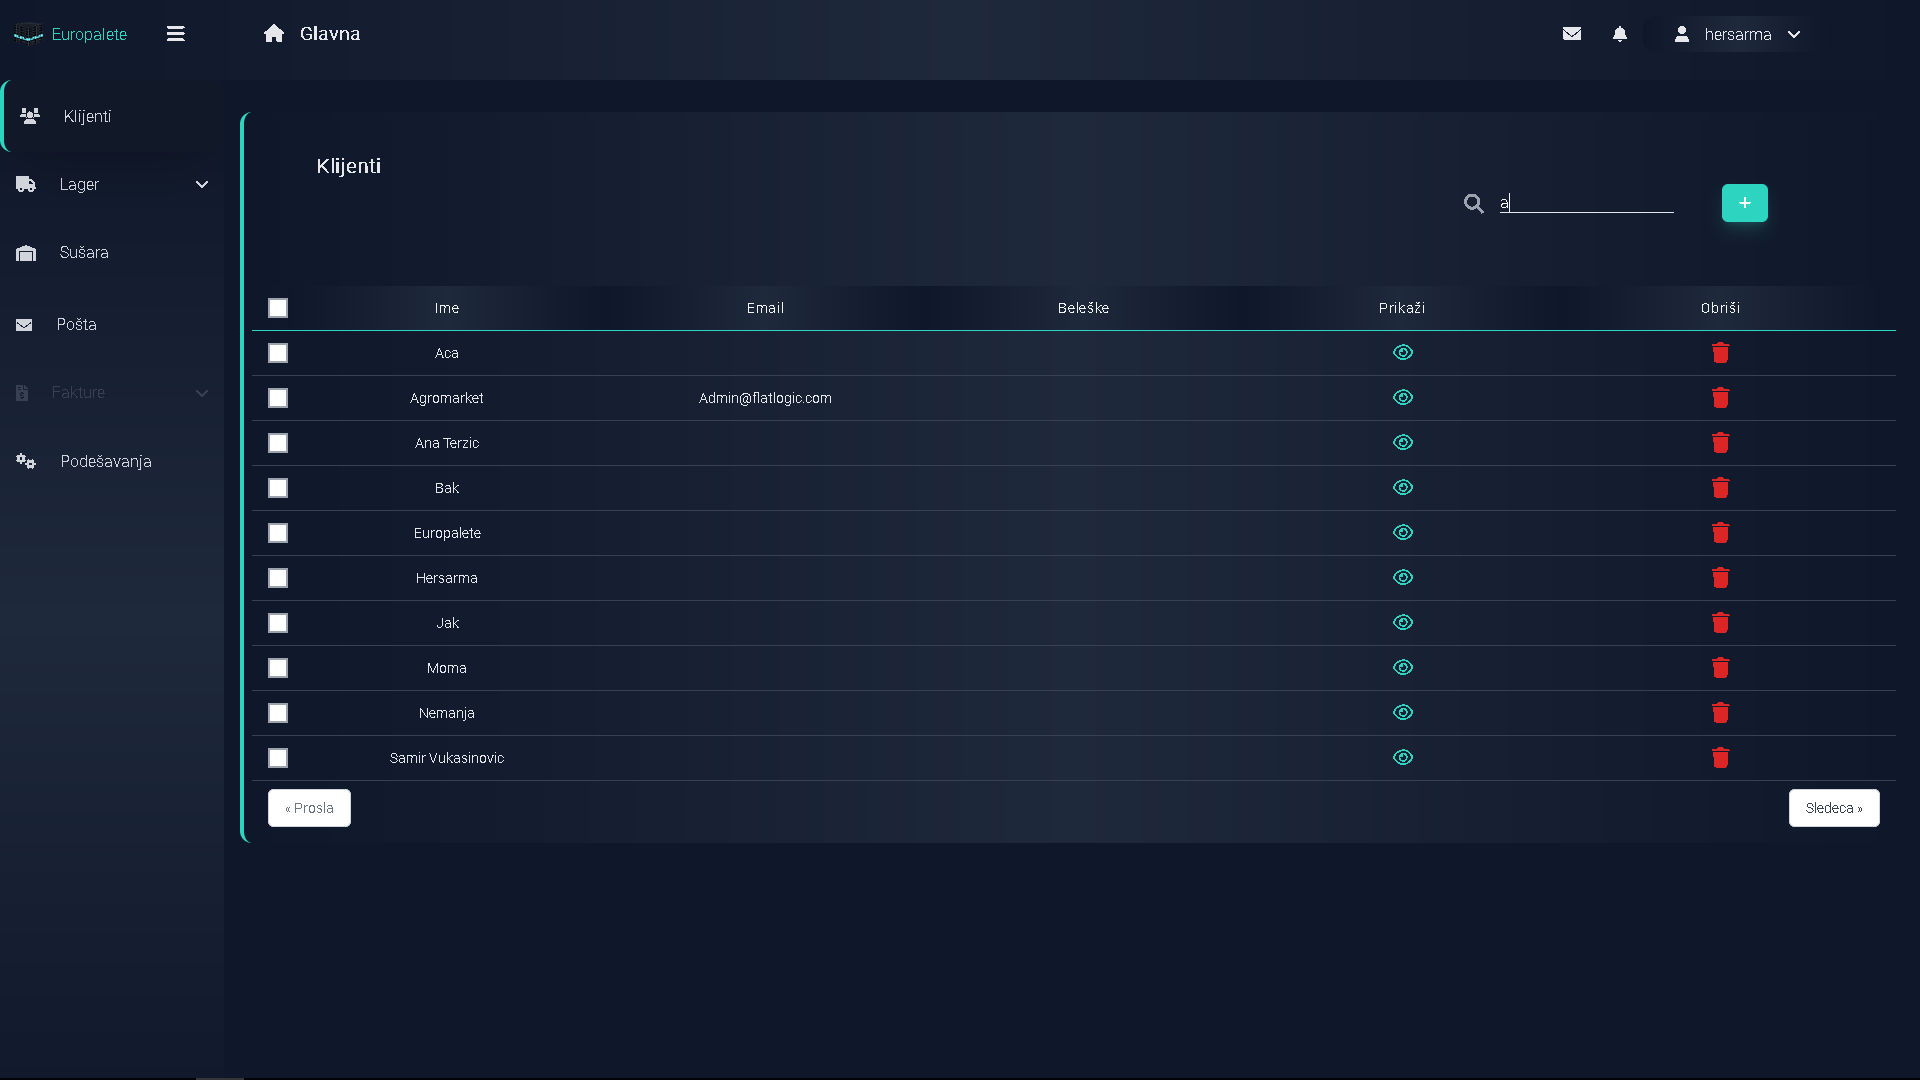 Europalete
Glavna
hersarma
Klijenti
Lager
Sušara
Pošta
Fakture
Podešavanja
Klijenti
a
+
Ime Email Beleške Prikaži Obriši
Aca
Agromarket Admin@flatlogic.com
Ana Terzic
Bak
Europalete
Hersarma
Jak
Moma
Nemanja
Samir Vukasinovic
« Prosla
Sledeca »